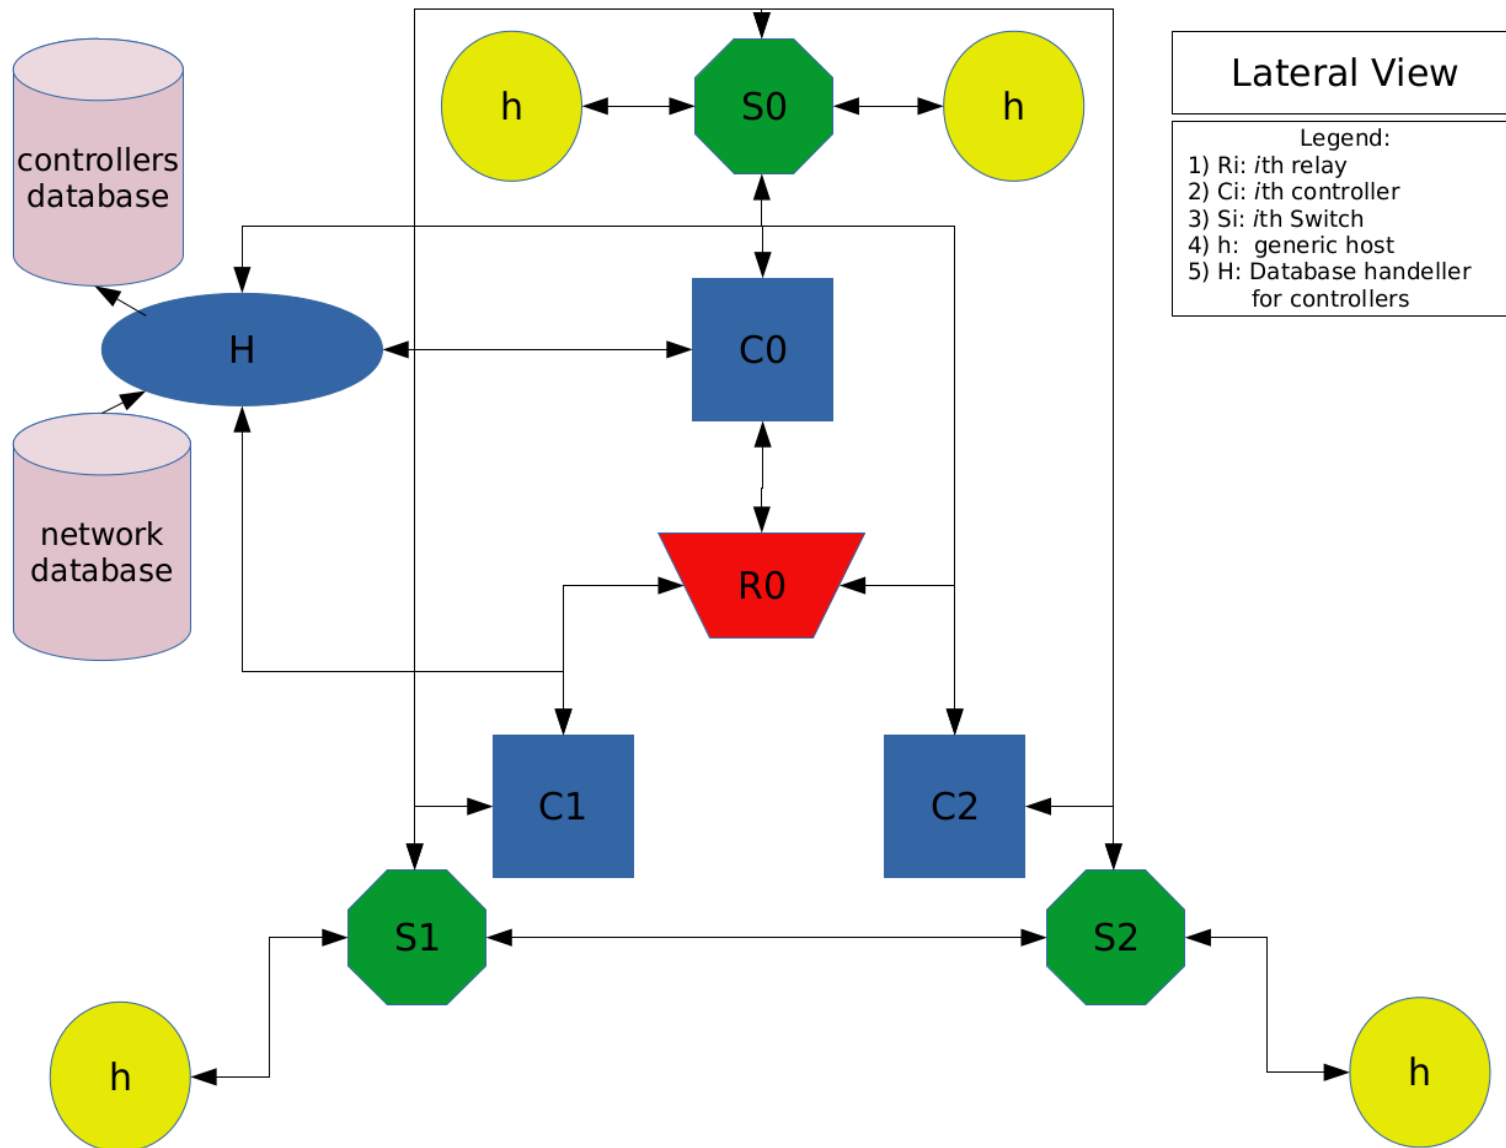 h
S0
h
Lateral View
Legend:
1) Ri: ith relay
2) Ci: ith controller
3) Si: ith Switch
4) h: generic host
5) H: Database handeller
for controllers
controllers
database
H
C0
network
database
R0
C1
C2
S1
S2
h
h